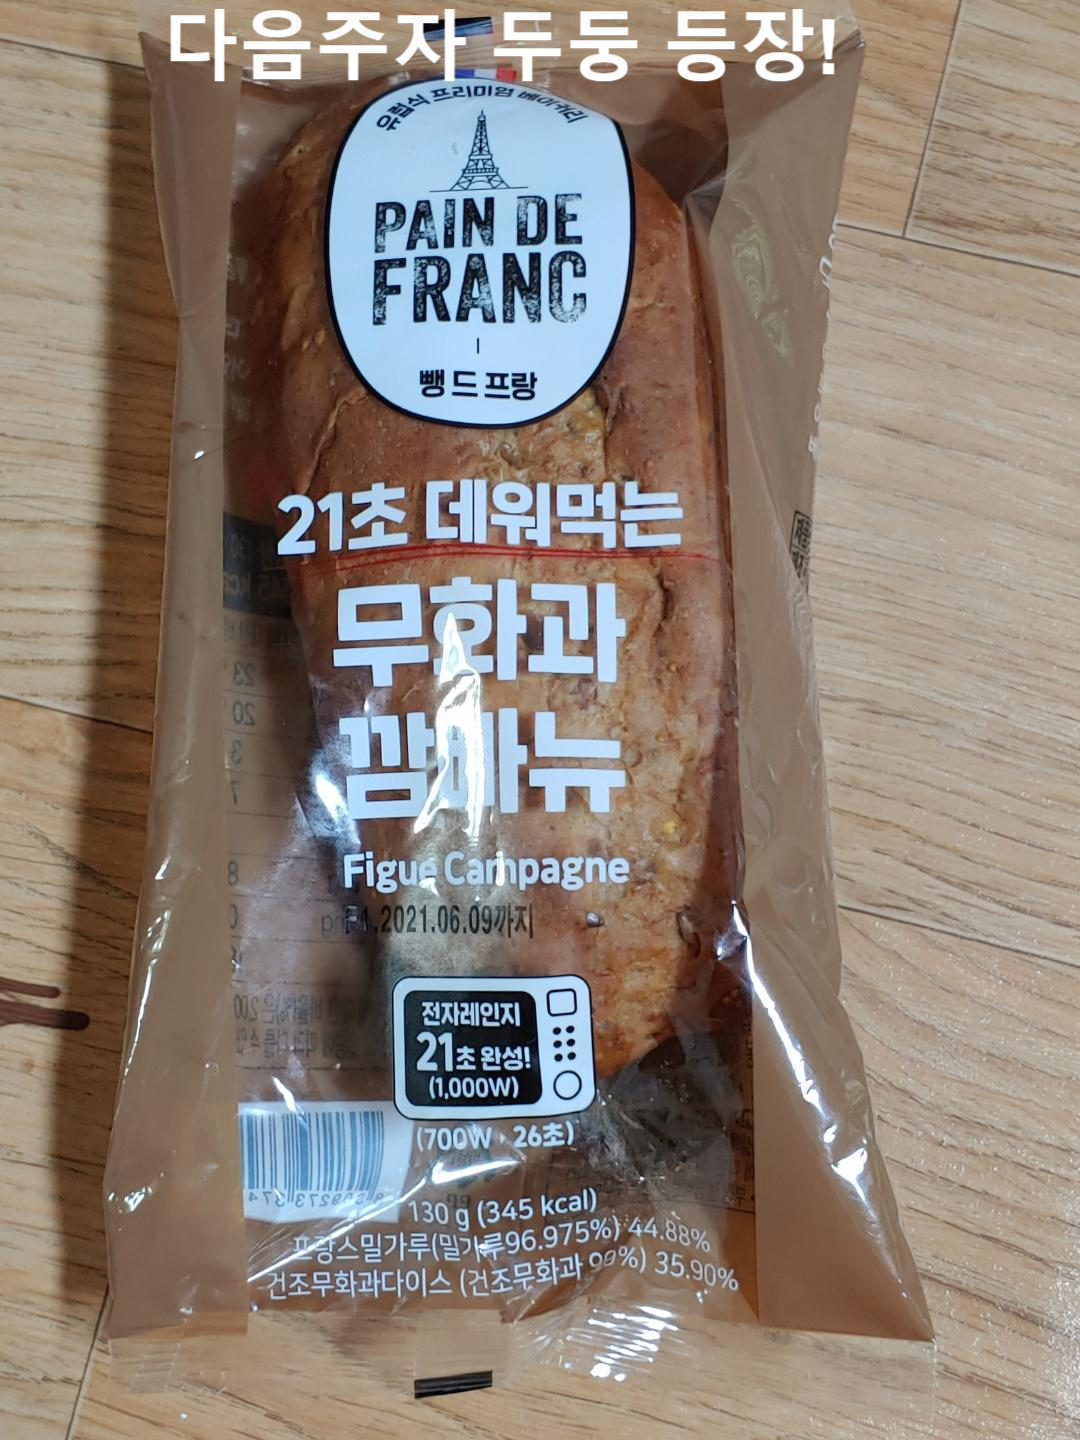 다음주자 두둥 등장!
유럽식 프리미엄 베이커리
PAIN DE
FRANC
뺑드프랑
21초 데워먹는
무화과
깜빠뉴
Figue Campagne
F1.2021.06.09까지
전자레인지
21초 완성!
(1,000W)
(700W 26초)
130 g (345 kcal)
프랑스밀가루(밀가루96.975%) 44.88%
건조무화과다이스 (건조무화과 99%) 35.90%